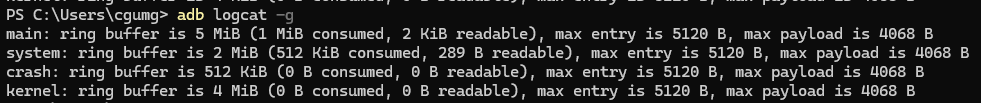 PS C:\Users\cgumg> adb logcat -g
main: ring buffer is 5 MiB (1 MiB consumed, 2 KiB readable), max entry is 5120 B, max payload is 4068 B
system: ring buffer is 2 MiB (512 KiB consumed, 289 B readable), max entry is 5120 B, max payload is 4068 B
crash: ring buffer is 512 KiB (0 B consumed, 0 B readable), max entry is 5120 B, max payload is 4068 B
kernel: ring buffer is 4 MiB (0 B consumed, 0 B readable), max entry is 5120 B, max payload is 4068 B